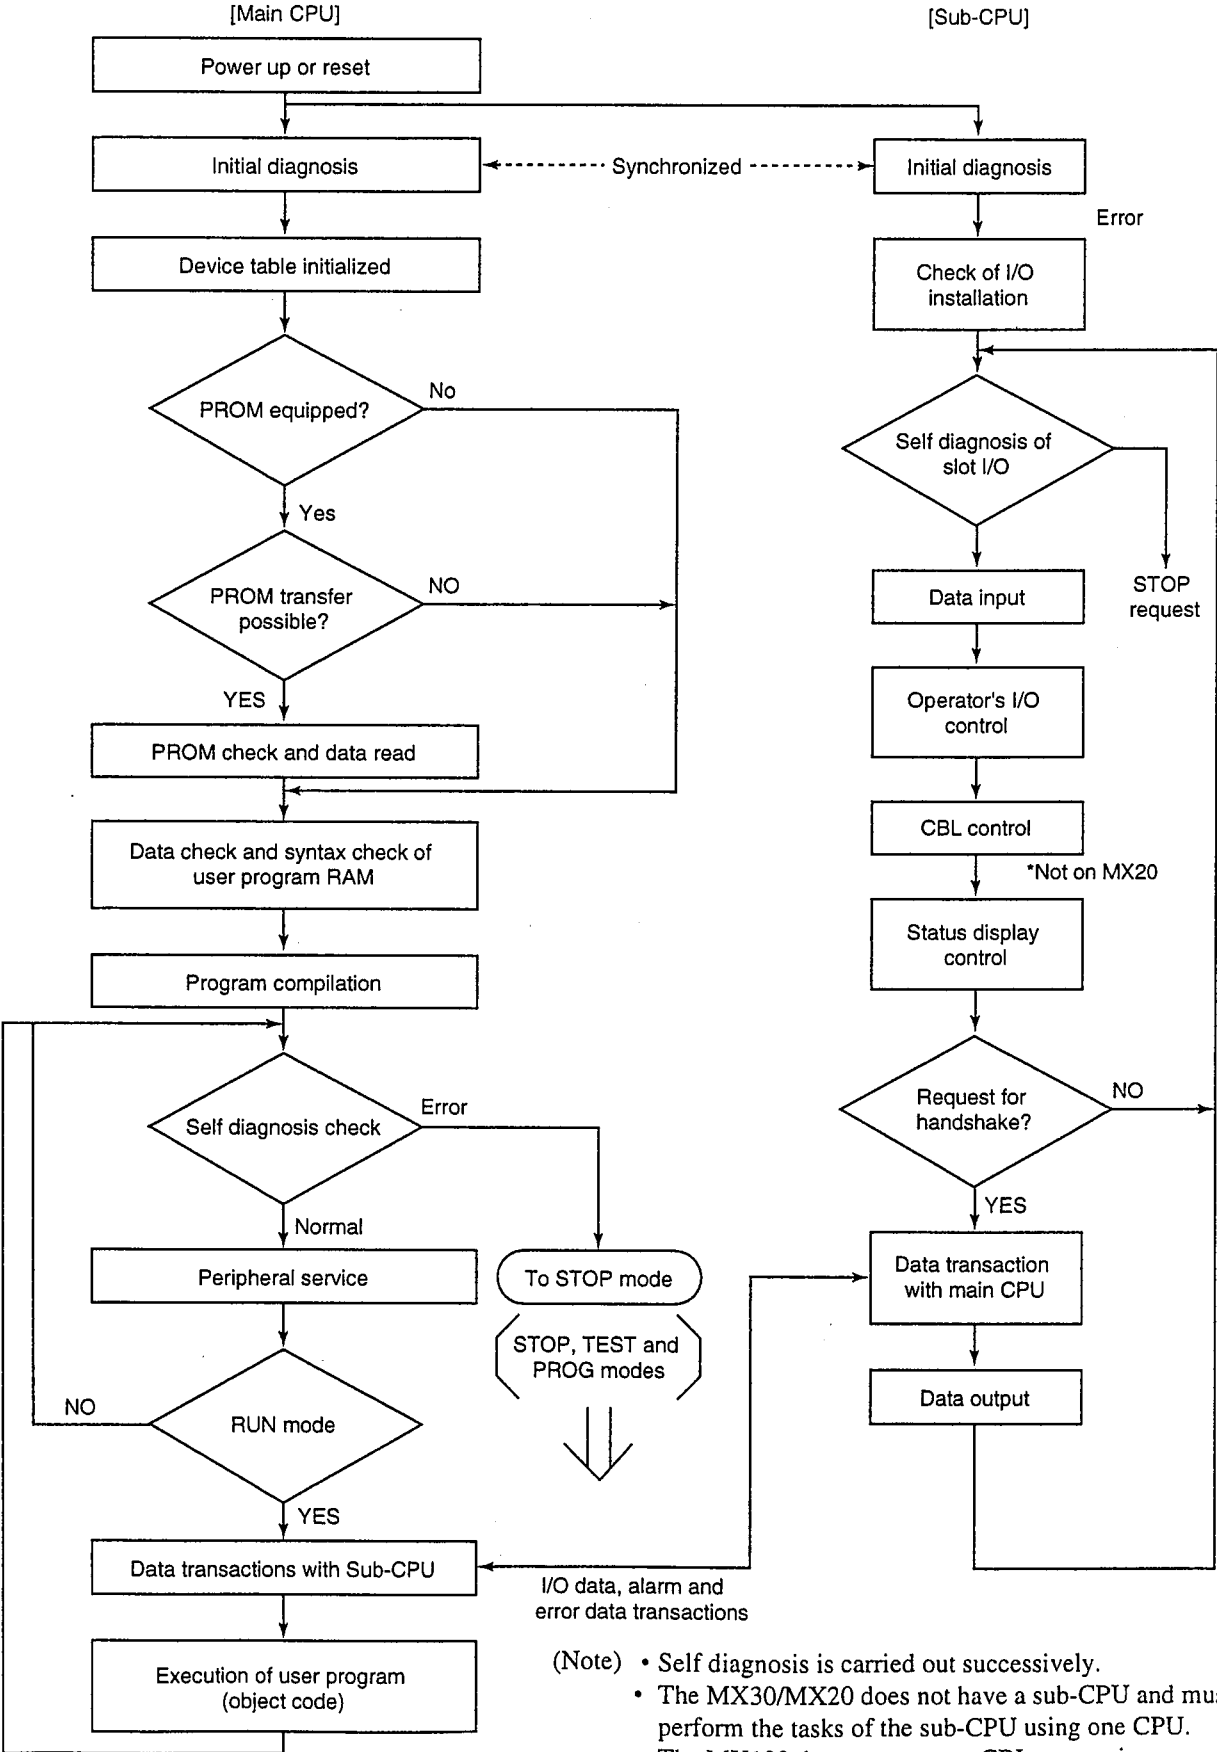 [Main CPU]
[Sub-CPU]
Power up or reset
Initial diagnosis
Synchronized
Initial diagnosis
Error
Device table initialized
Check of I/O
installation
PROM equipped?
No
Yes
Self diagnosis of
slot I/O
STOP
request
PROM transfer
possible?
NO
YES
Data input
Operator's I/O
control
PROM check and data read
CBL control
*Not on MX20
Data check and syntax check of
user program RAM
Status display
control
Program compilation
Request for
handshake?
NO
YES
Self diagnosis check
Error
Normal
Peripheral service
To STOP mode
STOP, TEST and
PROG modes
Data transaction
with main CPU
Data output
RUN mode
NO
YES
Data transactions with Sub-CPU
I/O data, alarm and
error data transactions
Execution of user program
(object code)
(Note) • Self diagnosis is carried out successively.
• The MX30/MX20 does not have a sub-CPU and
perform the tasks of the sub-CPU using one CPU.